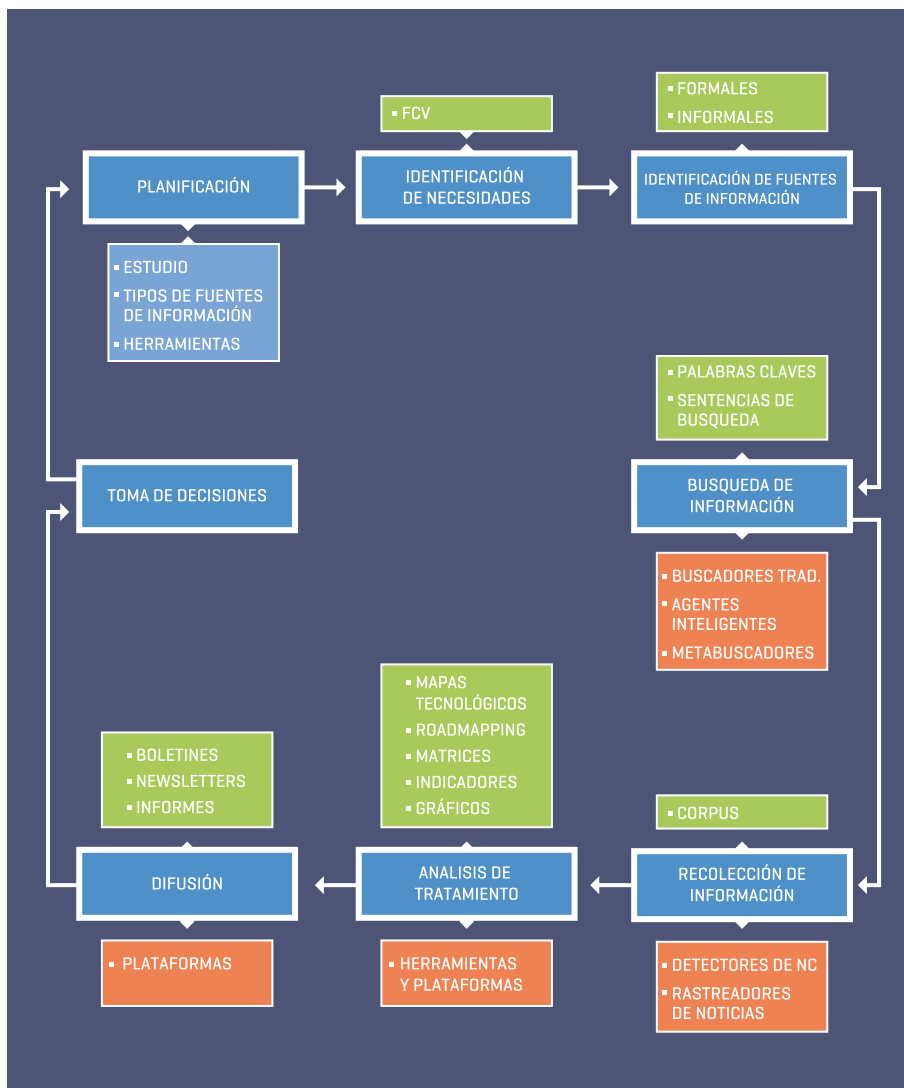 ▪ FCV
▪ FORMALES
▪ INFORMALES
PLANIFICACIÓN
IDENTIFICACIÓN
DE NECESIDADES
IDENTIFICACIÓN DE FUENTES
DE INFORMACIÓN
▪ ESTUDIO
▪ TIPOS DE FUENTES
DE INFORMACIÓN
▪ HERRAMIENTAS
▪ PALABRAS CLAVES
▪ SENTENCIAS DE
BUSQUEDA
TOMA DE DECISIONES
BUSQUEDA DE
INFORMACIÓN
▪ BUSCADORES TRAD.
▪ AGENTES
INTELIGENTES
▪ METABUSCADORES
▪ MAPAS
TECNOLÓGICOS
▪ ROADMAPPING
▪ MATRICES
▪ INDICADORES
▪ GRÁFICOS
▪ BOLETINES
▪ NEWSLETTERS
▪ INFORMES
▪ CORPUS
DIFUSIÓN
ANALISIS DE
TRATAMIENTO
RECOLECCIÓN DE
INFORMACIÓN
▪ PLATAFORMAS
▪ HERRAMIENTAS
Y PLATAFORMAS
▪ DETECTORES DE NC
▪ RASTREADORES
DE NOTICIAS